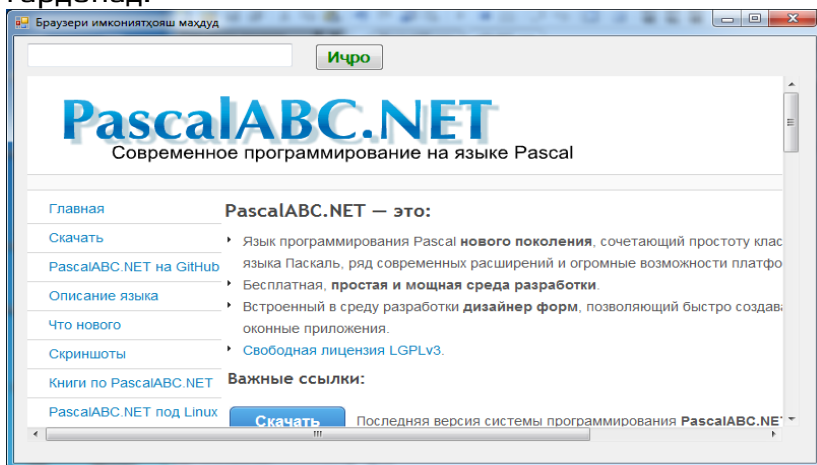 Браузери имкониятҳояш маҳдуд
Иҷро
PascalABC.NET
Современное программирование на языке Pascal
Главная
Скачать
PascalABC.NET на GitHub
Описание языка
Что нового
Скриншоты
Книги по PascalABC.NET
PascalABC.NET под Linux
PascalABC.NET — это:
Язык программирования Pascal нового поколения, сочетающий простоту клас
языка Паскаль, ряд современных расширений и огромные возможности платфо
Бесплатная, простая и мощная среда разработки.
Встроенный в среду разработки дизайнер форм, позволяющий быстро создава
оконные приложения.
Свободная лицензия LGPLv3.
Важные ссылки:
Скачать
Последняя версия системы программирования PascalABC.NE